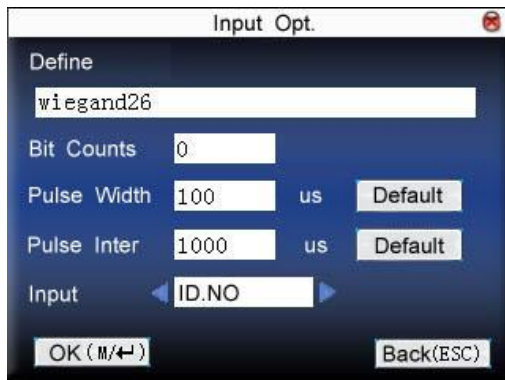 Input Opt.
Define
wiegand26
Bit Counts 0
Pulse Width 100 us Default
Pulse Inter 1000 us Default
Input ID.NO
OK(M/↵) Back(ESC)